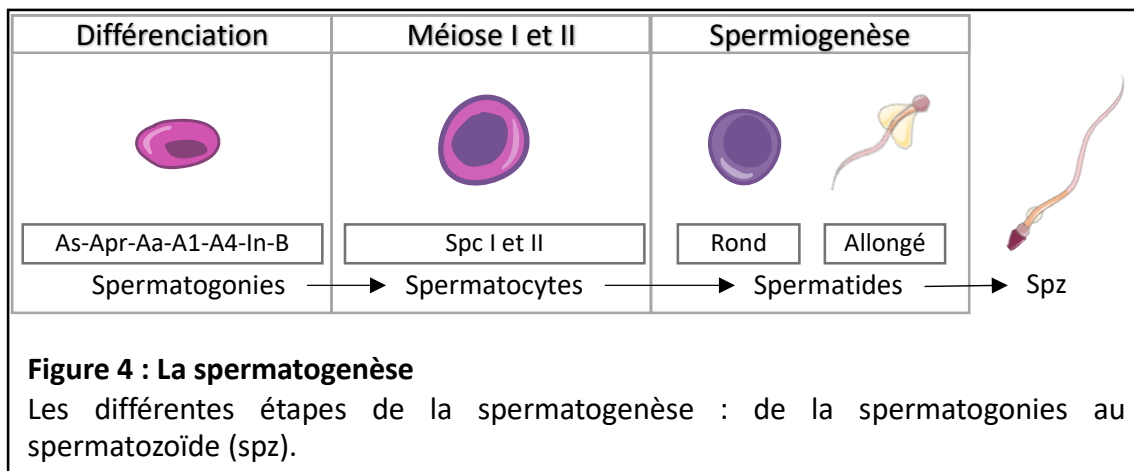 Différenciation Méiose I et II Spermiogenèse
As-Apr-Aa-A1-A4-In-B Spc I et II Rond Allongé
Spermatogonies Spermatocytes Spermatides Spz
Figure 4 : La spermatogenèse
Les différentes étapes de la spermatogenèse : de la spermatogonies au
spermatozoïde (spz).